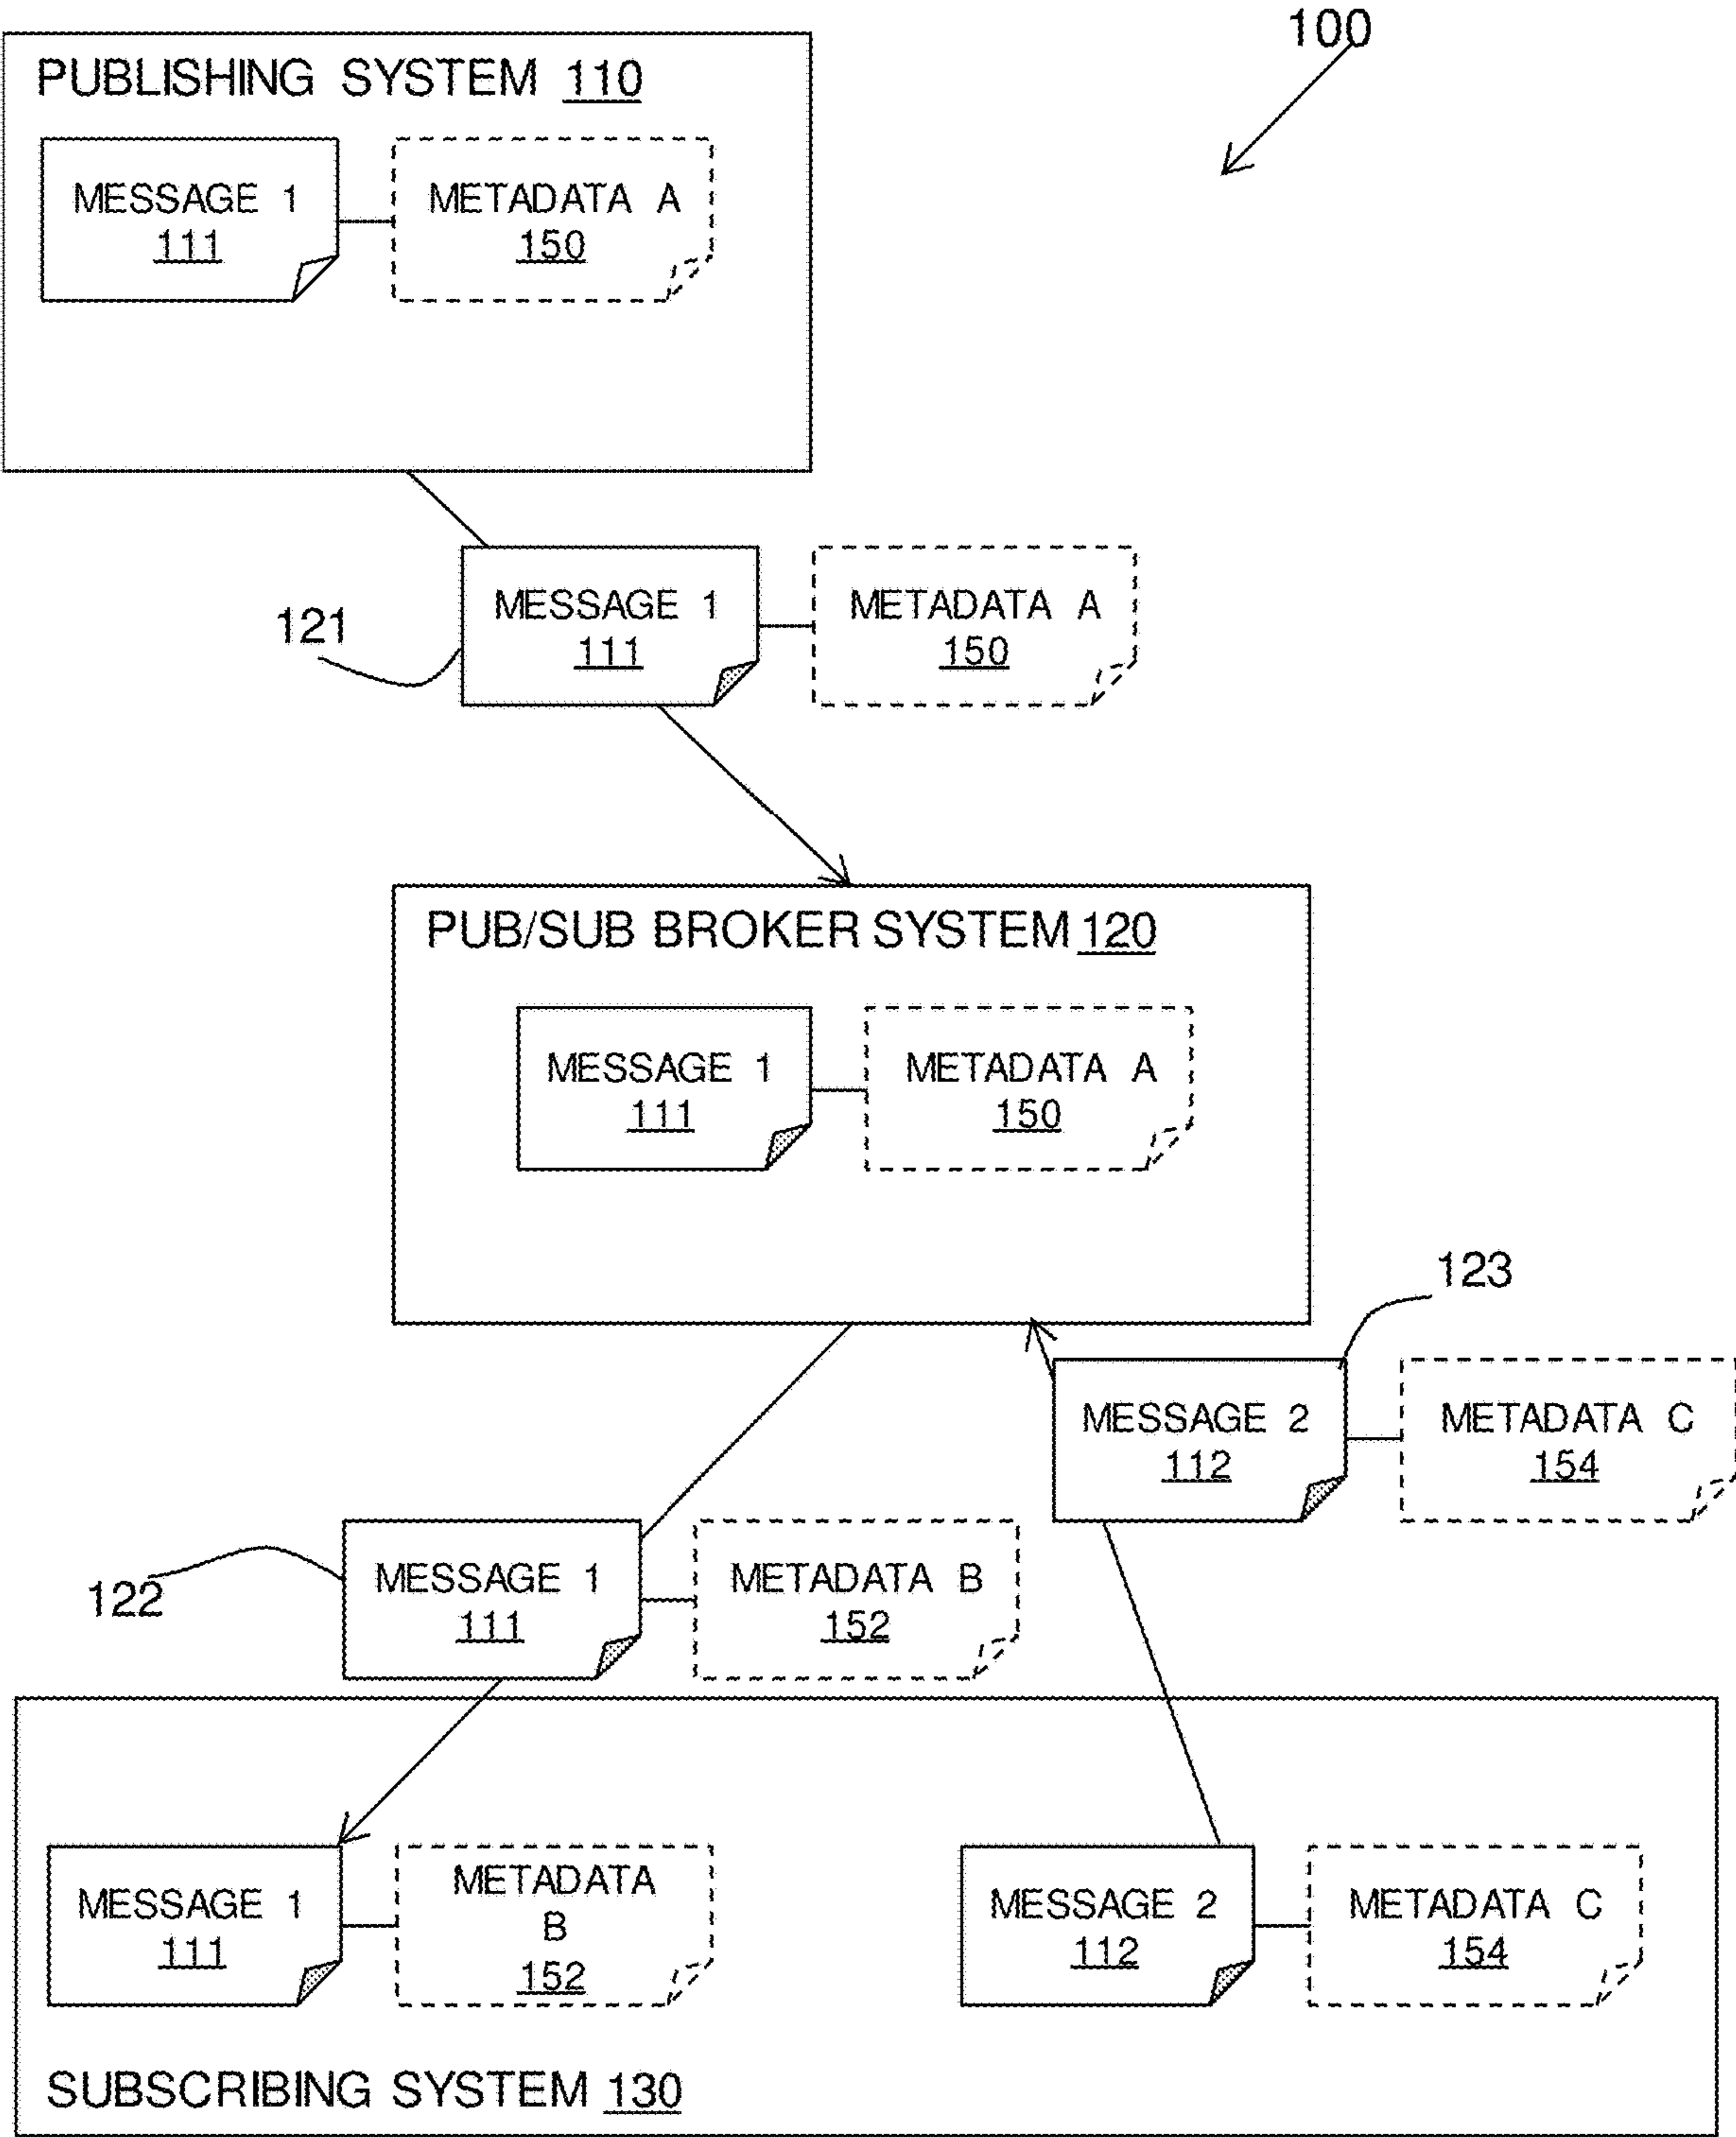 100
PUBLISHING SYSTEM 110
MESSAGE 1
111
METADATA A
150
121
MESSAGE 1
111
METADATA A
150
PUB/SUB BROKER SYSTEM 120
MESSAGE 1
111
METADATA A
150
123
MESSAGE 2
112
METADATA C
154
122
MESSAGE 1
111
METADATA B
152
MESSAGE 1
111
METADATA
B
152
MESSAGE 2
112
METADATA C
154
SUBSCRIBING SYSTEM 130